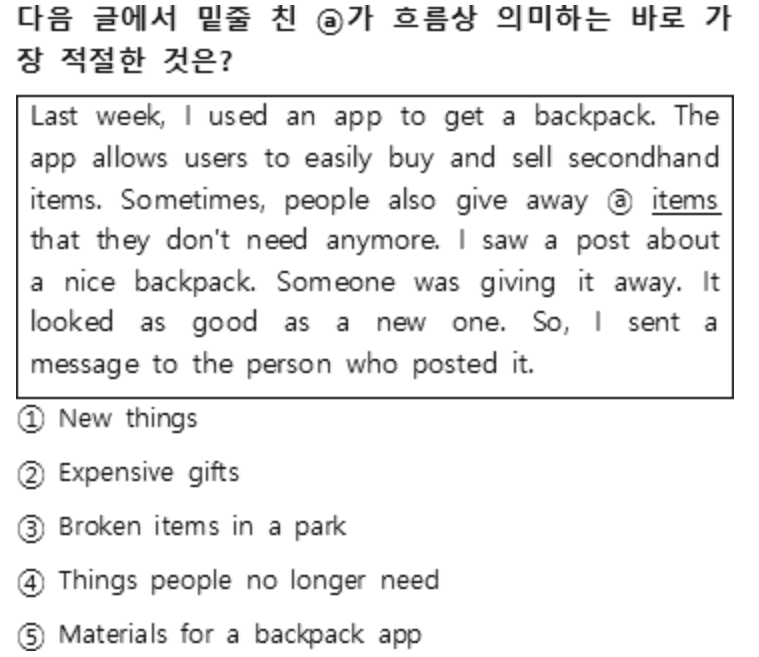 다음 글에서 밑줄 친 ⓐ가 흐름상 의미하는 바로 가
장 적절한 것은?
Last week, I used an app to get a backpack. The
app allows users to easily buy and sell secondhand
items. Sometimes, people also give away ⓐ items
that they don't need anymore. I saw a post about
a nice backpack. Someone was giving it away. It
looked as good as a new one. So, I sent a
message to the person who posted it.
① New things
② Expensive gifts
③ Broken items in a park
④ Things people no longer need
⑤ Materials for a backpack app